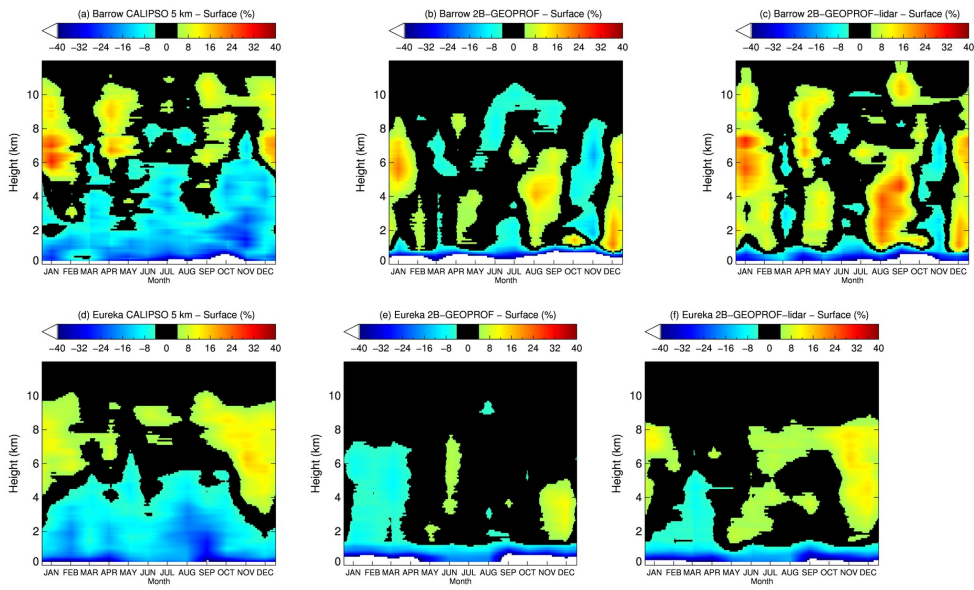 (a) Barrow CALIPSO 5 km – Surface (%)
−40 −32 −24 −16 −8 0 8 16 24 32 40
Height (km)
10
8
6
4
2
0
JAN FEB MAR APR MAY JUN JUL AUG SEP OCT NOV DEC
Month
(b) Barrow 2B–GEOPROF – Surface (%)
−40 −32 −24 −16 −8 0 8 16 24 32 40
Height (km)
10
8
6
4
2
0
JAN FEB MAR APR MAY JUN JUL AUG SEP OCT NOV DEC
Month
(c) Barrow 2B–GEOPROF–lidar – Surface (%)
−40 −32 −24 −16 −8 0 8 16 24 32 40
Height (km)
10
8
6
4
2
0
JAN FEB MAR APR MAY JUN JUL AUG SEP OCT NOV DEC
Month
(d) Eureka CALIPSO 5 km – Surface (%)
−40 −32 −24 −16 −8 0 8 16 24 32 40
Height (km)
10
8
6
4
2
0
JAN FEB MAR APR MAY JUN JUL AUG SEP OCT NOV DEC
Month
(e) Eureka 2B–GEOPROF – Surface (%)
−40 −32 −24 −16 −8 0 8 16 24 32 40
Height (km)
10
8
6
4
2
0
JAN FEB MAR APR MAY JUN JUL AUG SEP OCT NOV DEC
Month
(f) Eureka 2B–GEOPROF–lidar – Surface (%)
−40 −32 −24 −16 −8 0 8 16 24 32 40
Height (km)
10
8
6
4
2
0
JAN FEB MAR APR MAY JUN JUL AUG SEP OCT NOV DEC
Month